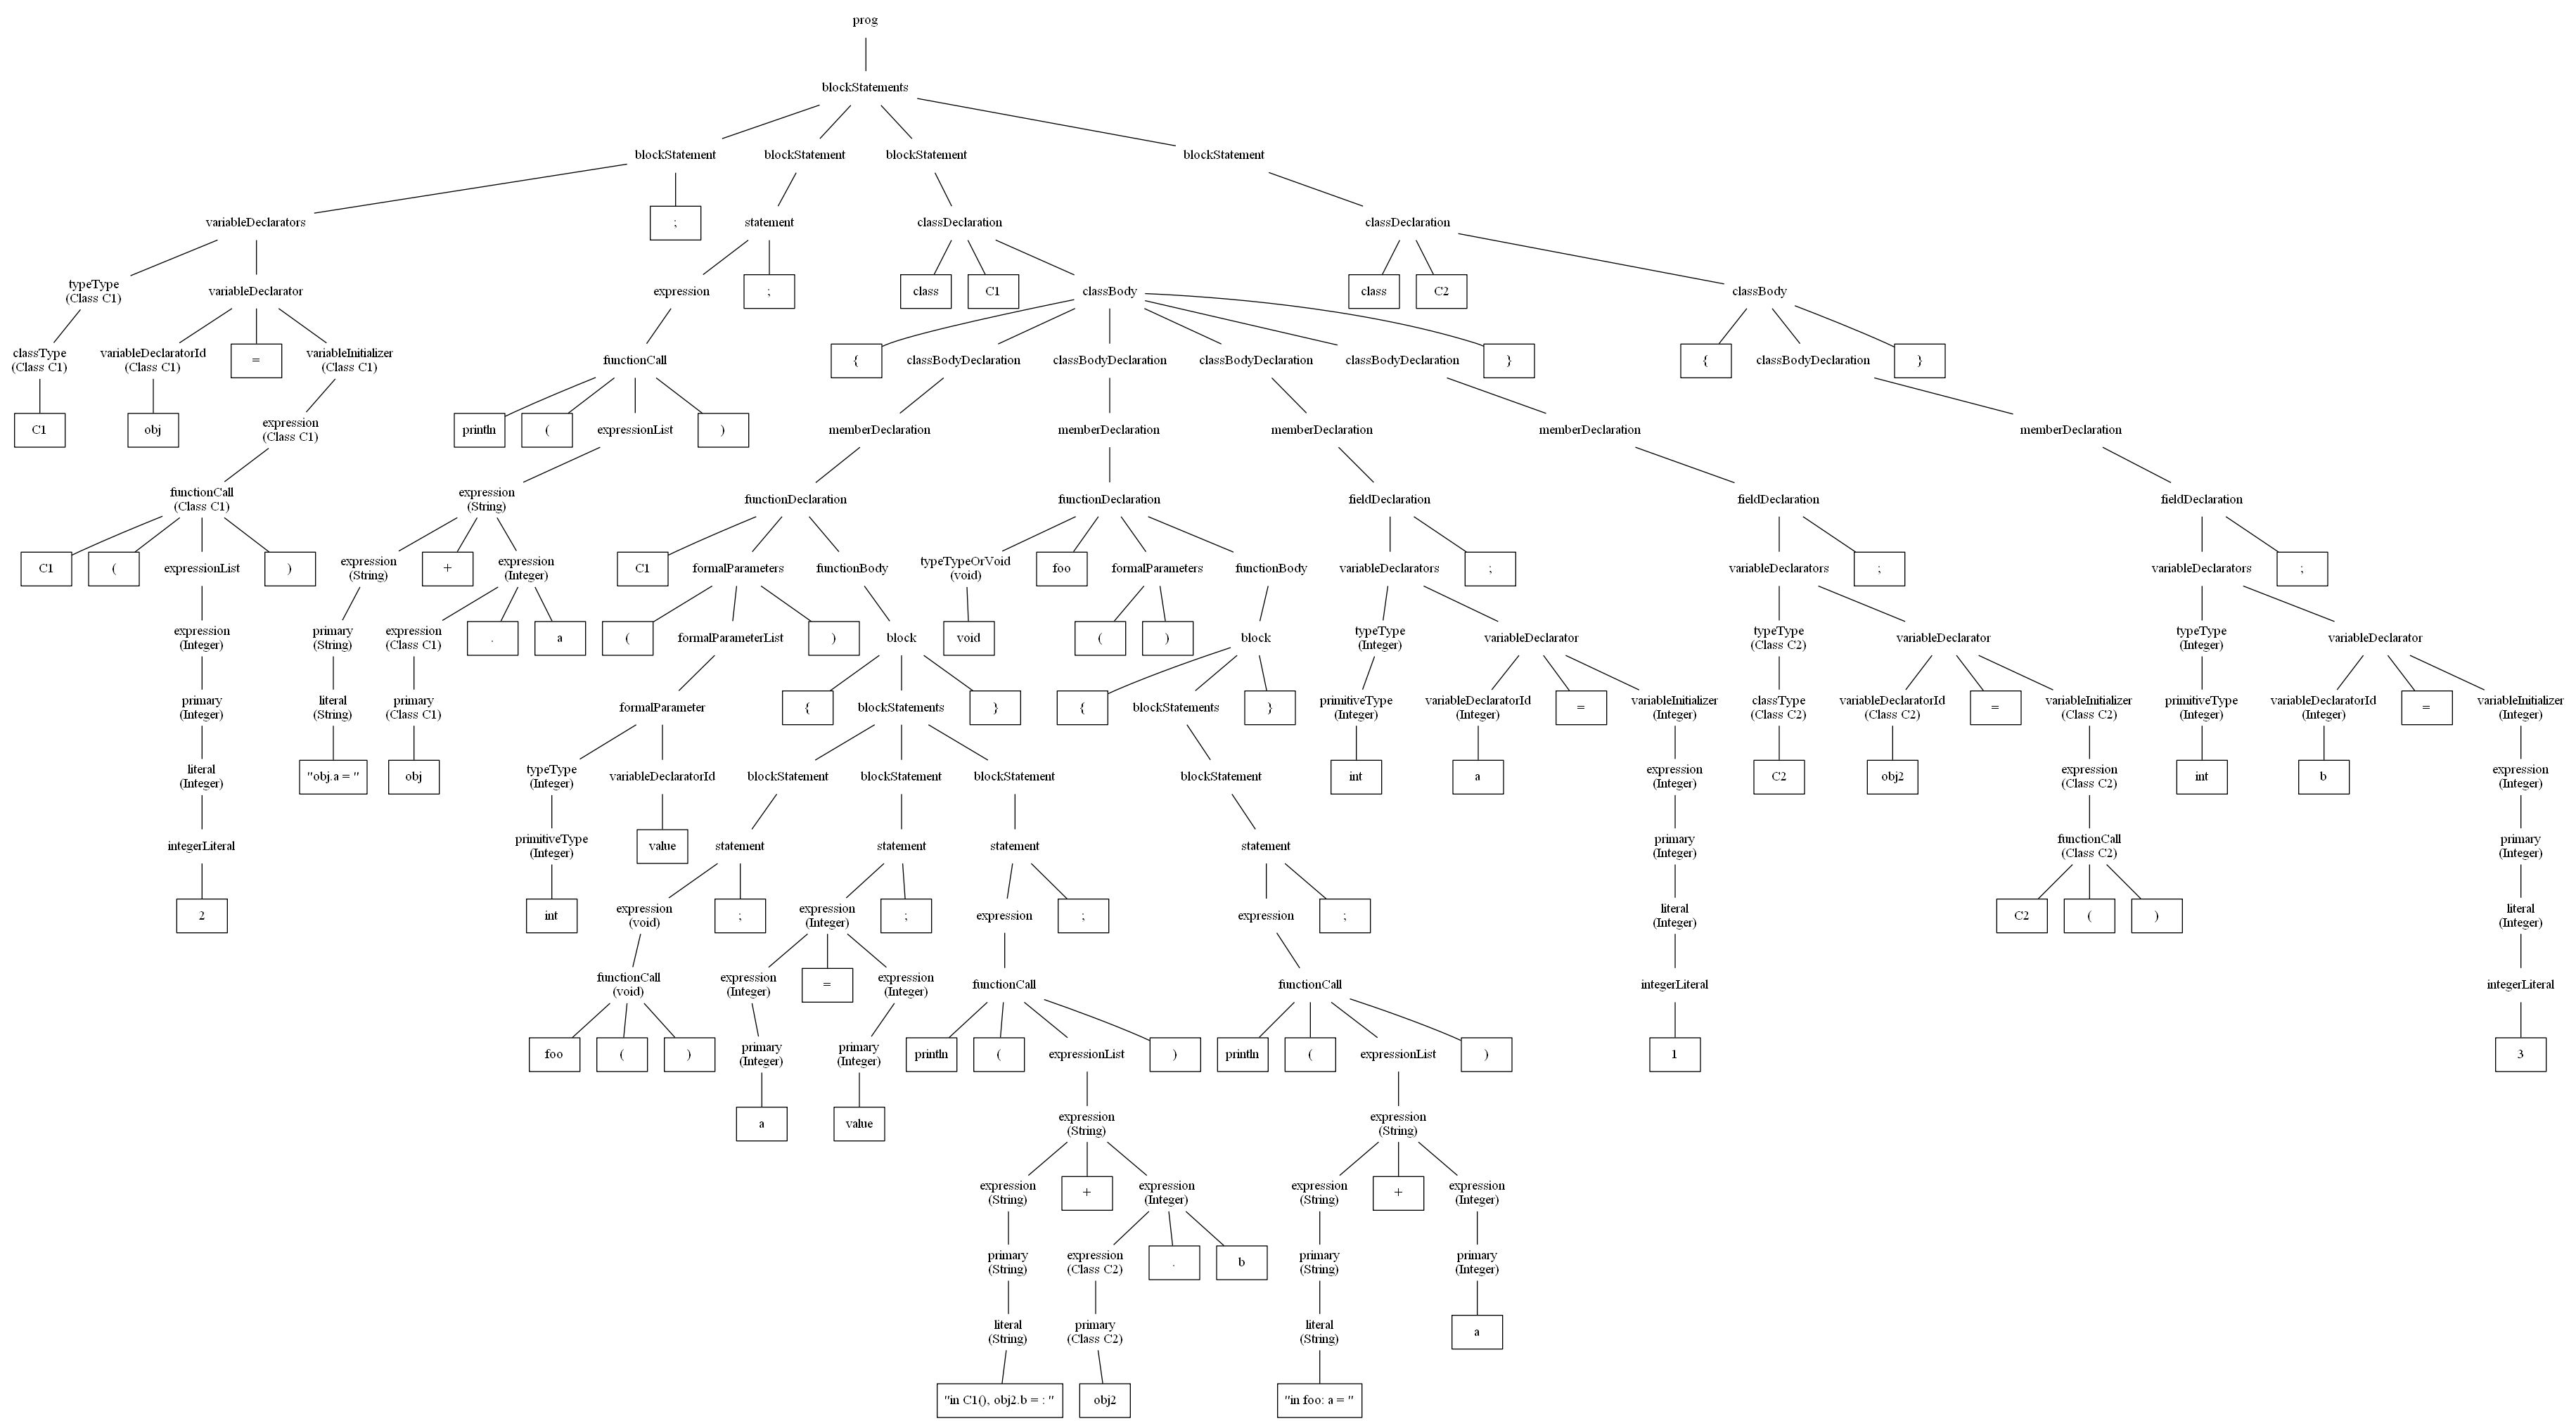 prog
blockStatements
blockStatement blockStatement blockStatement blockStatement
variableDeclarators ; statement classDeclaration classDeclaration
typeType variableDeclarator expression ; class C1 classBody class C2 classBody
(Class C1)
classType variableDeclaratorId = variableInitializer functionCall { classBodyDeclaration classBodyDeclaration classBodyDeclaration classBodyDeclaration } { classBodyDeclaration }
(Class C1) (Class C1) (Class C1)
C1 obj expression println ( expressionList ) memberDeclaration memberDeclaration memberDeclaration memberDeclaration memberDeclaration
(Class C1)
functionCall expression functionDeclaration functionDeclaration fieldDeclaration fieldDeclaration fieldDeclaration
(Class C1) (String)
C1 ( expressionList ) expression + expression C1 formalParameters functionBody typeTypeOrVoid foo formalParameters functionBody variableDeclarators ; variableDeclarators ; variableDeclarators ;
(String) (Integer) (void)
expression primary expression . a ( formalParameterList ) block void ( ) block typeType variableDeclarator typeType variableDeclarator typeType variableDeclarator
(Integer) (String) (Class C1) (Integer) (Class C2) (Integer)
primary literal primary formalParameter { blockStatements } { blockStatements } primitiveType variableDeclaratorId = variableInitializer classType variableDeclaratorId = variableInitializer primitiveType variableDeclaratorId = variableInitializer
(Integer) (String) (Class C1) (Integer) (Integer) (Integer) (Class C2) (Class C2) (Class C2) (Integer) (Integer) (Integer)
literal "obj.a = " obj typeType variableDeclaratorId blockStatement blockStatement blockStatement blockStatement int a expression C2 obj2 expression int b expression
(Integer) (Integer) (Integer) (Class C2) (Integer)
integerLiteral primitiveType value statement statement statement statement primary functionCall primary
(Integer) (Integer) (Class C2) (Integer)
2 int expression ; expression ; expression ; expression ; literal C2 ( ) literal
(void) (Integer) (Integer) (Integer)
functionCall expression = expression functionCall functionCall integerLiteral integerLiteral
(void) (Integer) (Integer)
foo ( ) primary primary println ( expressionList ) println ( expressionList ) 1 3
(Integer) (Integer)
a value expression expression
(String) (String)
expression + expression expression + expression
(String) (Integer) (String) (Integer)
primary expression . b primary primary
(String) (Class C2) (String) (Integer)
literal primary literal a
(String) (Class C2) (String)
"in C1(), obj2.b = : " obj2 "in foo: a = "